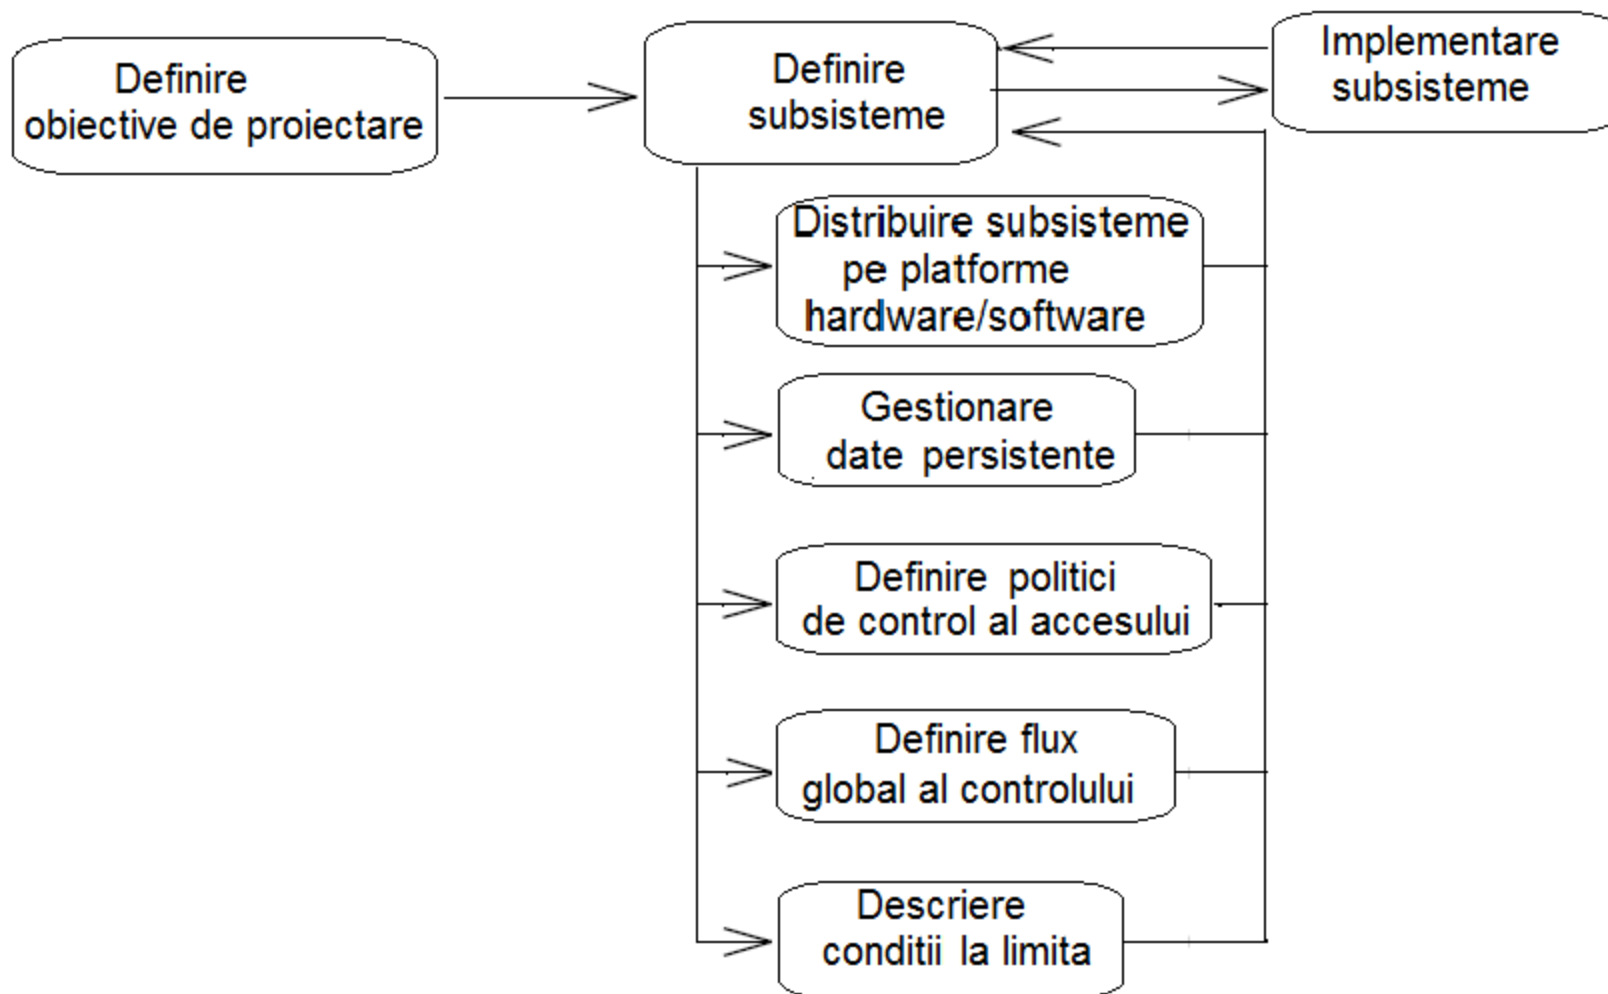 Definire
obiective de proiectare
Definire
subsisteme
Implementare
subsisteme
Distribuire subsisteme
pe platforme
hardware/software
Gestionare
date persistente
Definire politici
de control al accesului
Definire flux
global al controlului
Descriere
conditii la limita